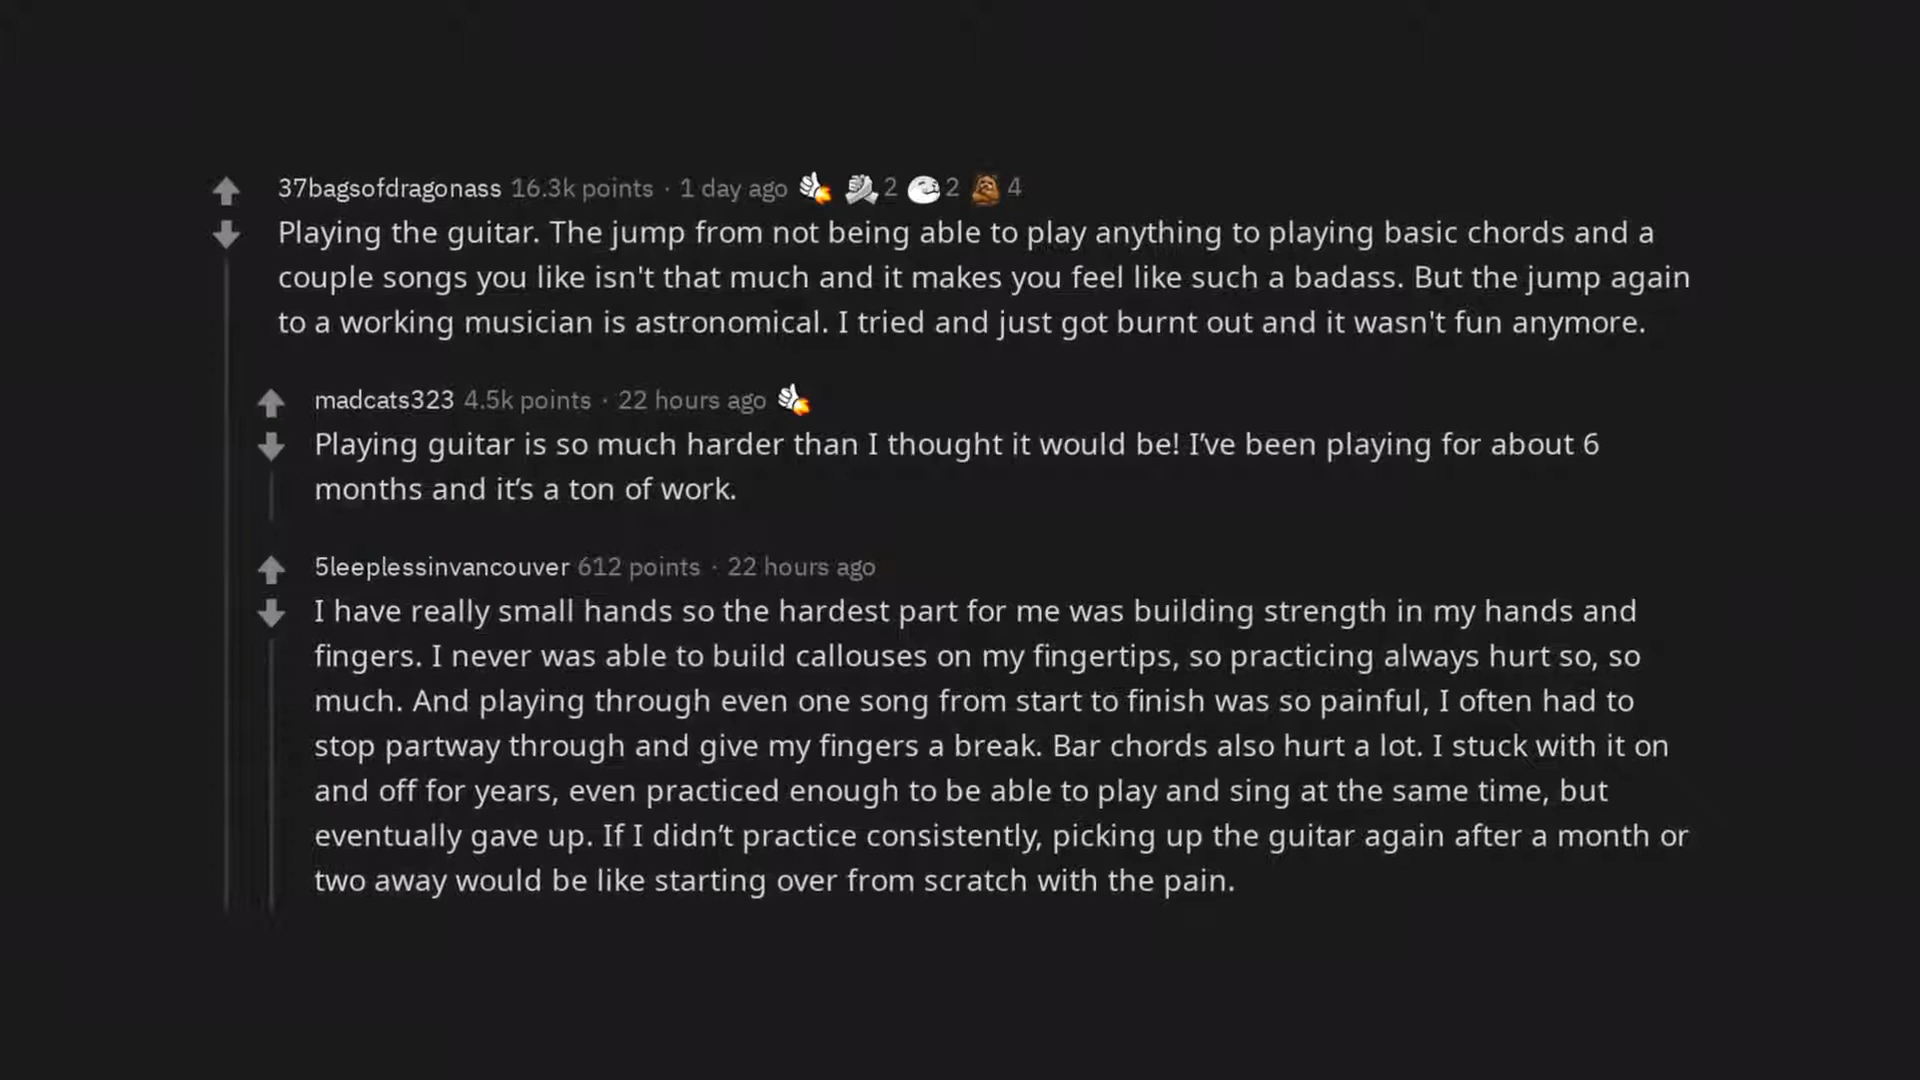 37bagsofdragonass 16.3k points · 1 day ago 2 2 4
Playing the guitar. The jump from not being able to play anything to playing basic chords and a
couple songs you like isn't that much and it makes you feel like such a badass. But the jump again
to a working musician is astronomical. I tried and just got burnt out and it wasn't fun anymore.
madcats323 4.5k points · 22 hours ago
Playing guitar is so much harder than I thought it would be! I’ve been playing for about 6
months and it’s a ton of work.
5leeplessinvancouver 612 points · 22 hours ago
I have really small hands so the hardest part for me was building strength in my hands and
fingers. I never was able to build callouses on my fingertips, so practicing always hurt so, so
much. And playing through even one song from start to finish was so painful, I often had to
stop partway through and give my fingers a break. Bar chords also hurt a lot. I stuck with it on
and off for years, even practiced enough to be able to play and sing at the same time, but
eventually gave up. If I didn’t practice consistently, picking up the guitar again after a month or
two away would be like starting over from scratch with the pain.